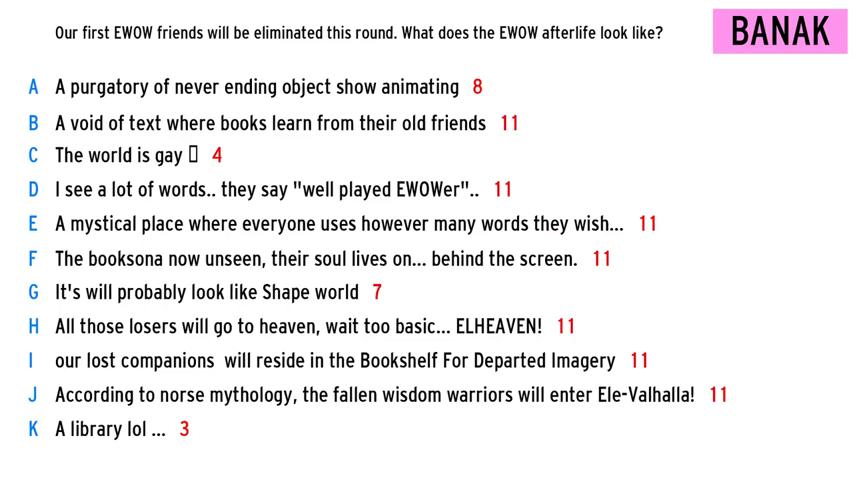 Our first EWOW friends will be eliminated this round. What does the EWOW afterlife look like?
BANAK
A A purgatory of never ending object show animating 8
B A void of text where books learn from their old friends 11
C The world is gay 4
D I see a lot of words.. they say "well played EWOWer".. 11
E A mystical place where everyone uses however many words they wish... 11
F The booksona now unseen, their soul lives on... behind the screen. 11
G It's will probably look like Shape world 7
H All those losers will go to heaven, wait too basic... ELHEAVEN! 11
I our lost companions  will reside in the Bookshelf For Departed Imagery 11
J According to norse mythology, the fallen wisdom warriors will enter Ele-Valhalla! 11
K A library lol ... 3